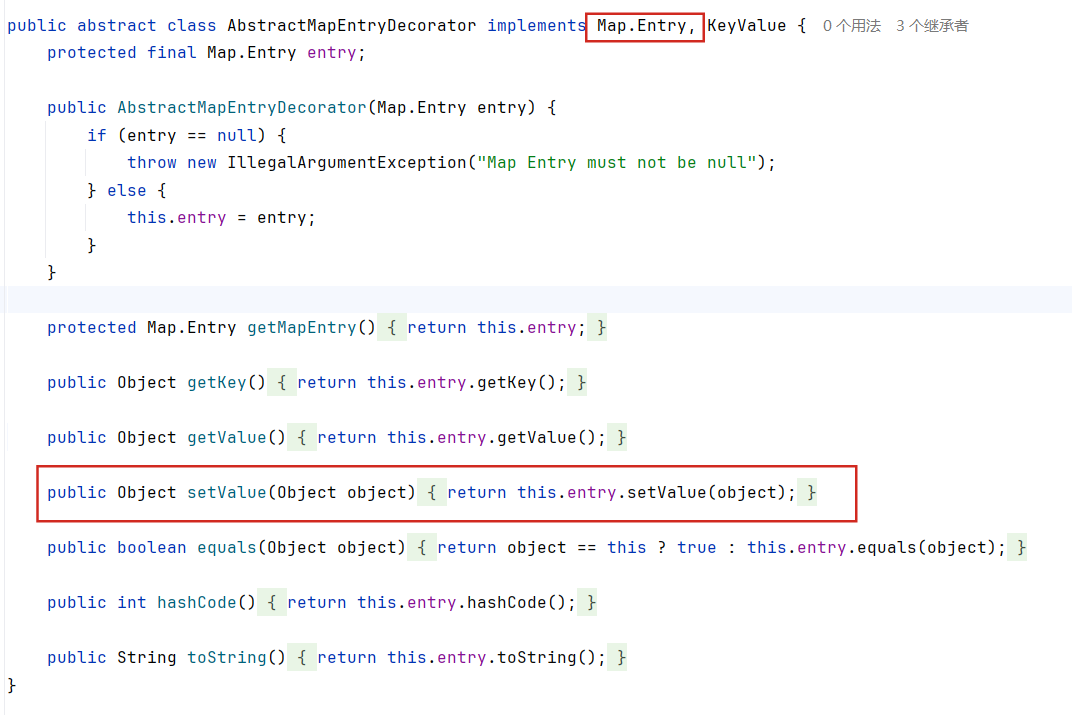 public abstract class AbstractMapEntryDecorator implements Map.Entry, KeyValue { 0个用法 3个继承者
protected final Map.Entry entry;
public AbstractMapEntryDecorator(Map.Entry entry) {
if (entry == null) {
throw new IllegalArgumentException("Map Entry must not be null");
} else {
this.entry = entry;
}
}
protected Map.Entry getMapEntry() { return this.entry; }
public Object getKey() { return this.entry.getKey(); }
public Object getValue() { return this.entry.getValue(); }
public Object setValue(Object object) { return this.entry.setValue(object); }
public boolean equals(Object object) { return object == this ? true : this.entry.equals(object); }
public int hashCode() { return this.entry.hashCode(); }
public String toString() { return this.entry.toString(); }
}